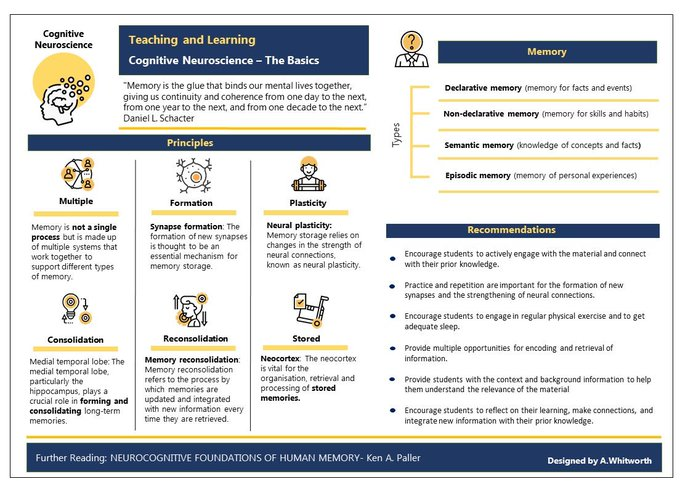 Cognitive
Neuroscience
Teaching and Learning
Cognitive Neuroscience – The Basics
"Memory is the glue that binds our mental lives together,
giving us continuity and coherence from one day to the next,
from one year to the next, and from one decade to the next."
Daniel L. Schacter
Principles
Multiple
Memory is not a single
process but is made up
of multiple systems that
work together to
support different types
of memory.
Formation
Synapse formation: The
formation of new synapses
is thought to be an
essential mechanism for
memory storage.
Plasticity
Neural plasticity:
Memory storage relies on
changes in the strength of
neural connections,
known as neural plasticity.
Consolidation
Medial temporal lobe: The
medial temporal lobe,
particularly the
hippocampus, plays a
crucial role in forming and
consolidating long-term
memories.
Reconsolidation
Memory reconsolidation:
Memory reconsolidation
refers to the process by
which memories are
updated and integrated
with new information every
time they are retrieved.
Stored
Neocortex: The neocortex
is vital for the
organisation, retrieval and
processing of stored
memories.
Memory
Types
Declarative memory (memory for facts and events)
Non-declarative memory (memory for skills and habits)
Semantic memory (knowledge of concepts and facts)
Episodic memory (memory of personal experiences)
Recommendations
Encourage students to actively engage with the material and connect
with their prior knowledge.
Practice and repetition are important for the formation of new
synapses and the strengthening of neural connections.
Encourage students to engage in regular physical exercise and to get
adequate sleep.
Provide multiple opportunities for encoding and retrieval of
information.
Provide students with the context and background information to help
them understand the relevance of the material
Encourage students to reflect on their learning, make connections, and
integrate new information with their prior knowledge.
Further Reading: NEUROCOGNITIVE FOUNDATIONS OF HUMAN MEMORY- Ken A. Paller
Designed by A.Whitworth